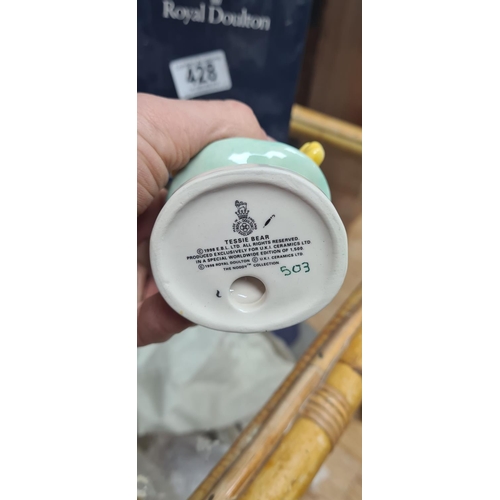 Royal Doulton
428
TESSIE BEAR
© 1998 E.B.L. LTD. ALL RIGHTS RESERVED.
PRODUCED EXCLUSIVELY FOR U.K.I. CERAMICS LTD.
IN A SPECIAL WORLDWIDE EDITION OF 1,500
© 1998 ROYAL DOULTON © U.K.I. CERAMICS LTD.
THE NODDY™ COLLECTION
503